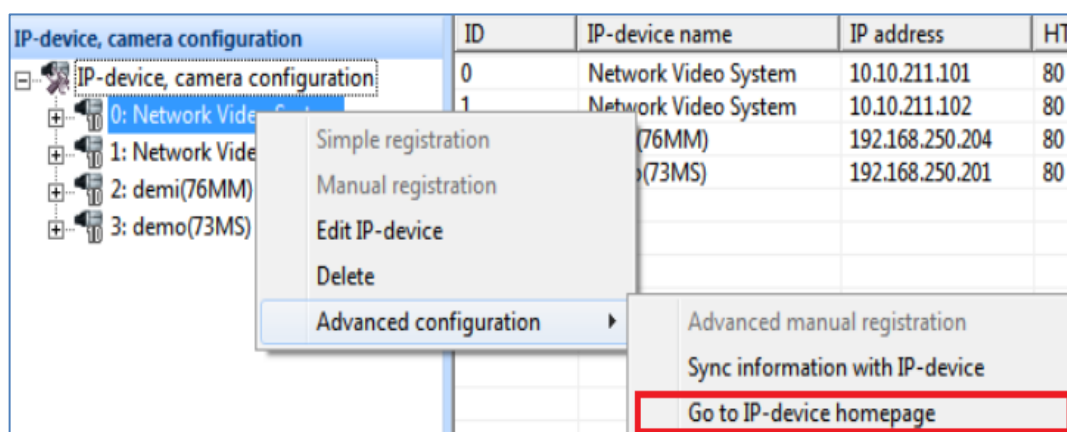 IP-device, camera configuration
IP-device, camera configuration
0: Network Vide
1: Network Vide
2: demi(76MM)
3: demo(73MS)
ID IP-device name IP address HT
0 Network Video System 10.10.211.101 80
1 Network Video System 10.10.211.102 80
(76MM) 192.168.250.204 80
(73MS) 192.168.250.201 80
Simple registration
Manual registration
Edit IP-device
Delete
Advanced configuration
Advanced manual registration
Sync information with IP-device
Go to IP-device homepage